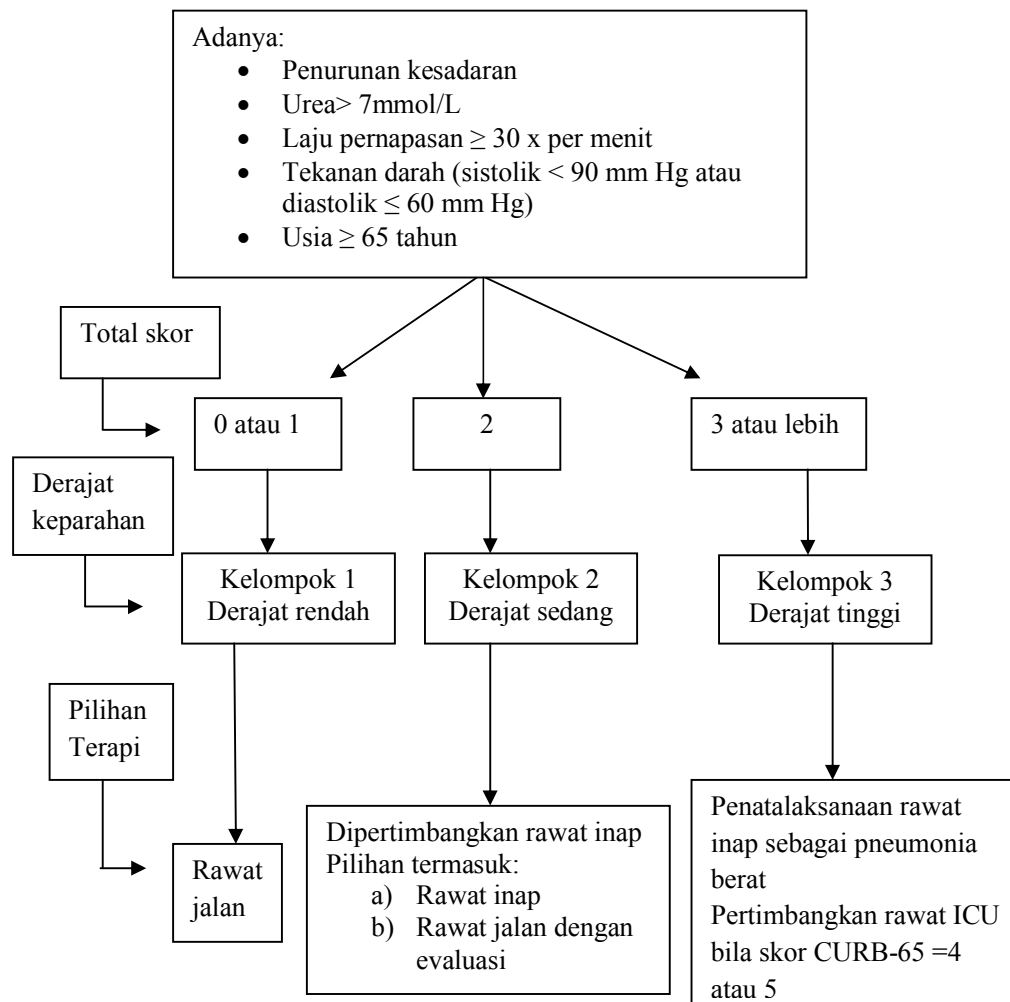 Adanya:
• Penurunan kesadaran
• Urea> 7mmol/L
• Laju pernapasan ≥ 30 x per menit
• Tekanan darah (sistolik < 90 mm Hg atau
diastolik ≤ 60 mm Hg)
• Usia ≥ 65 tahun
Total skor
0 atau 1
2
3 atau lebih
Derajat
keparahan
Kelompok 1
Derajat rendah
Kelompok 2
Derajat sedang
Kelompok 3
Derajat tinggi
Pilihan
Terapi
Rawat
jalan
Dipertimbangkan rawat inap
Pilihan termasuk:
a) Rawat inap
b) Rawat jalan dengan
evaluasi
Penatalaksanaan rawat
inap sebagai pneumonia
berat
Pertimbangkan rawat ICU
bila skor CURB-65 =4
atau 5